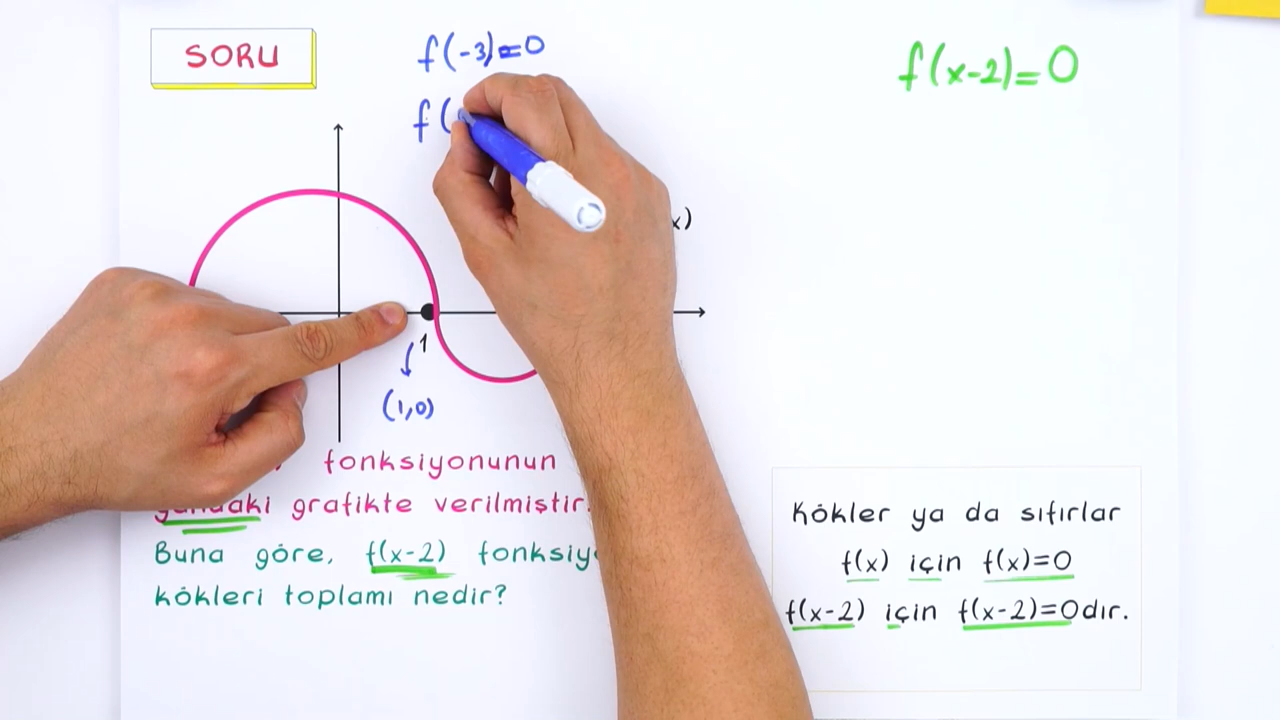 SORU
f(-3)=0
f(
f(x-2)=0
x)
1
(1,0)
fonksiyonunun
grafikte verilmiştir.
Buna göre, f(x-2)
kökleri toplamı nedir?
Kökler ya da sıfırlar
f(x) için f(x)=0
f(x-2) için f(x-2)=0dır.